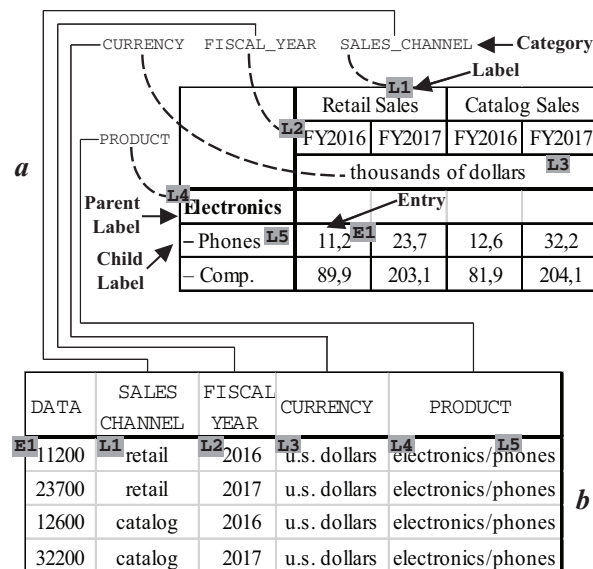 CURRENCY FISCAL_YEAR SALES_CHANNEL Category
Label
L1
Retail Sales Catalog Sales
L2 FY2016 FY2017 FY2016 FY2017
PRODUCT
a
thousands of dollars L3
L4
Parent Label
Electronics
Entry
– Phones L5 11,2 E1 23,7 12,6 32,2
Child Label
– Comp. 89,9 203,1 81,9 204,1
DATA SALES CHANNEL FISCAL YEAR CURRENCY PRODUCT
E1 L1 L2 L3 L4 L5
11200 retail 2016 u.s. dollars electronics/phones
23700 retail 2017 u.s. dollars electronics/phones
b
12600 catalog 2016 u.s. dollars electronics/phones
32200 catalog 2017 u.s. dollars electronics/phones